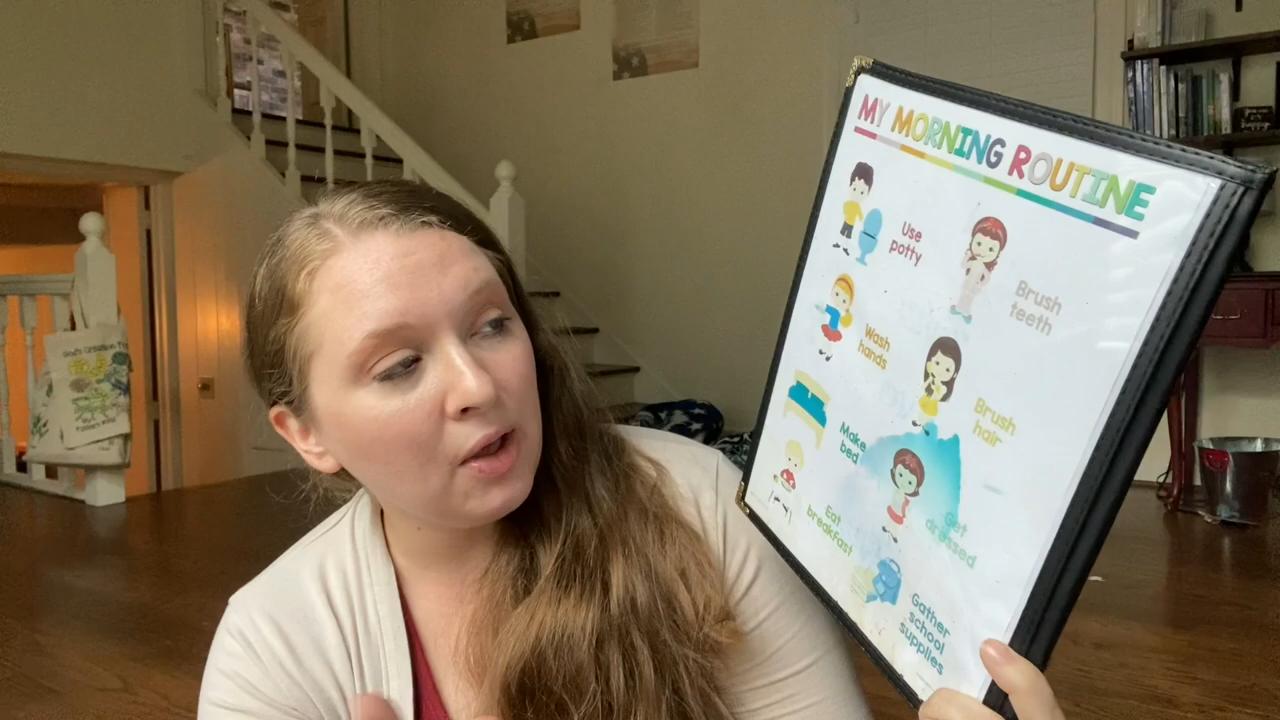 MY MORNING ROUTINE
Use
potty
Brush
teeth
Wash
hands
Brush
hair
Make
bed
Get
dressed
Eat
breakfast
Gather
school
supplies